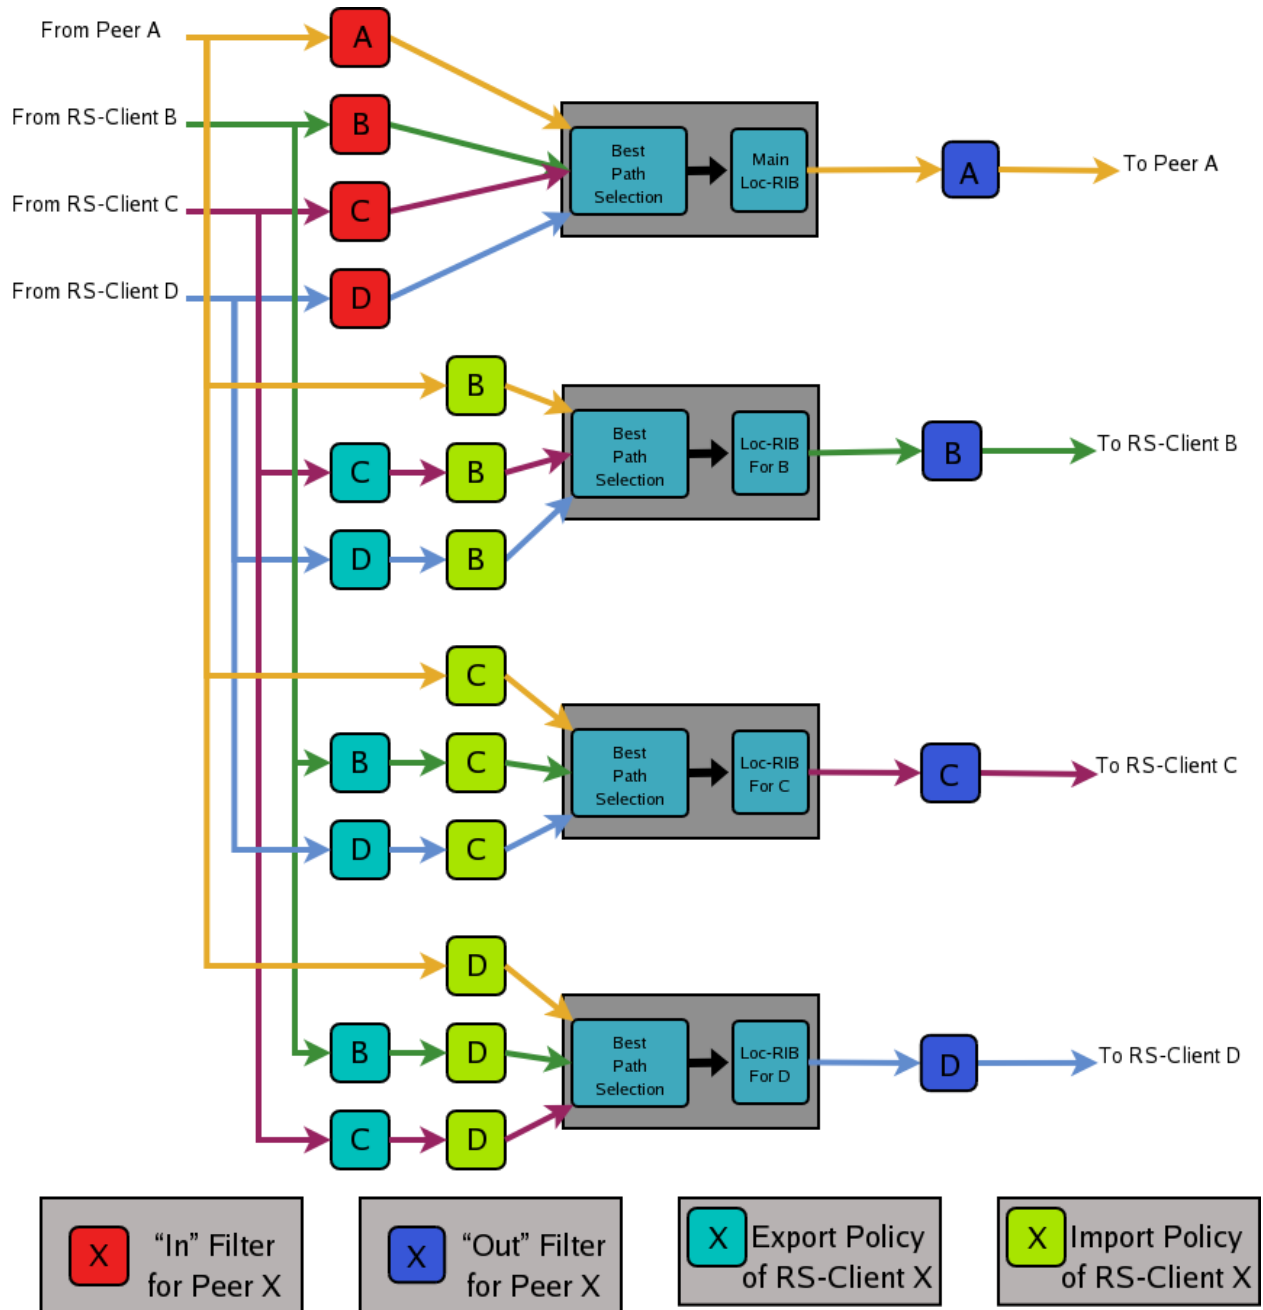 From Peer A
A
From RS-Client B
B
From RS-Client C
C
From RS-Client D
D
Best
Path
Selection
Main
Loc-RIB
A
To Peer A
B
C
B
D
B
Best
Path
Selection
Loc-RIB
For B
B
To RS-Client B
C
B
C
D
C
Best
Path
Selection
Loc-RIB
For C
C
To RS-Client C
D
B
D
C
D
Best
Path
Selection
Loc-RIB
For D
D
To RS-Client D
X
“In” Filter
for Peer X
X
“Out” Filter
for Peer X
X
Export Policy
of RS-Client X
X
Import Policy
of RS-Client X